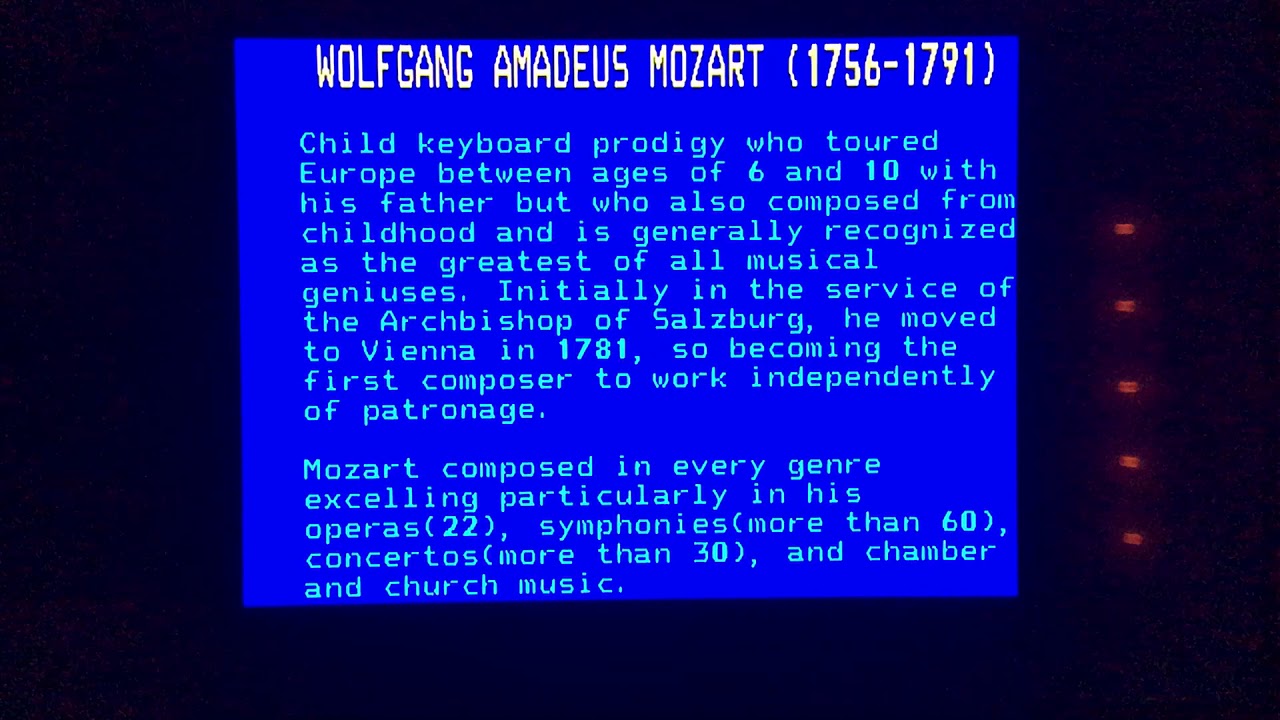 WOLFGANG AMADEUS MOZART (1756-1791)
Child keyboard prodigy who toured
Europe between ages of 6 and 10 with
his father but who also composed from
childhood and is generally recognized
as the greatest of all musical
geniuses. Initially in the service of
the Archbishop of Salzburg, he moved
to Vienna in 1781, so becoming the
first composer to work independently
of patronage.
Mozart composed in every genre
excelling particularly in his
operas(22), symphonies(more than 60),
concertos(more than 30), and chamber
and church music.